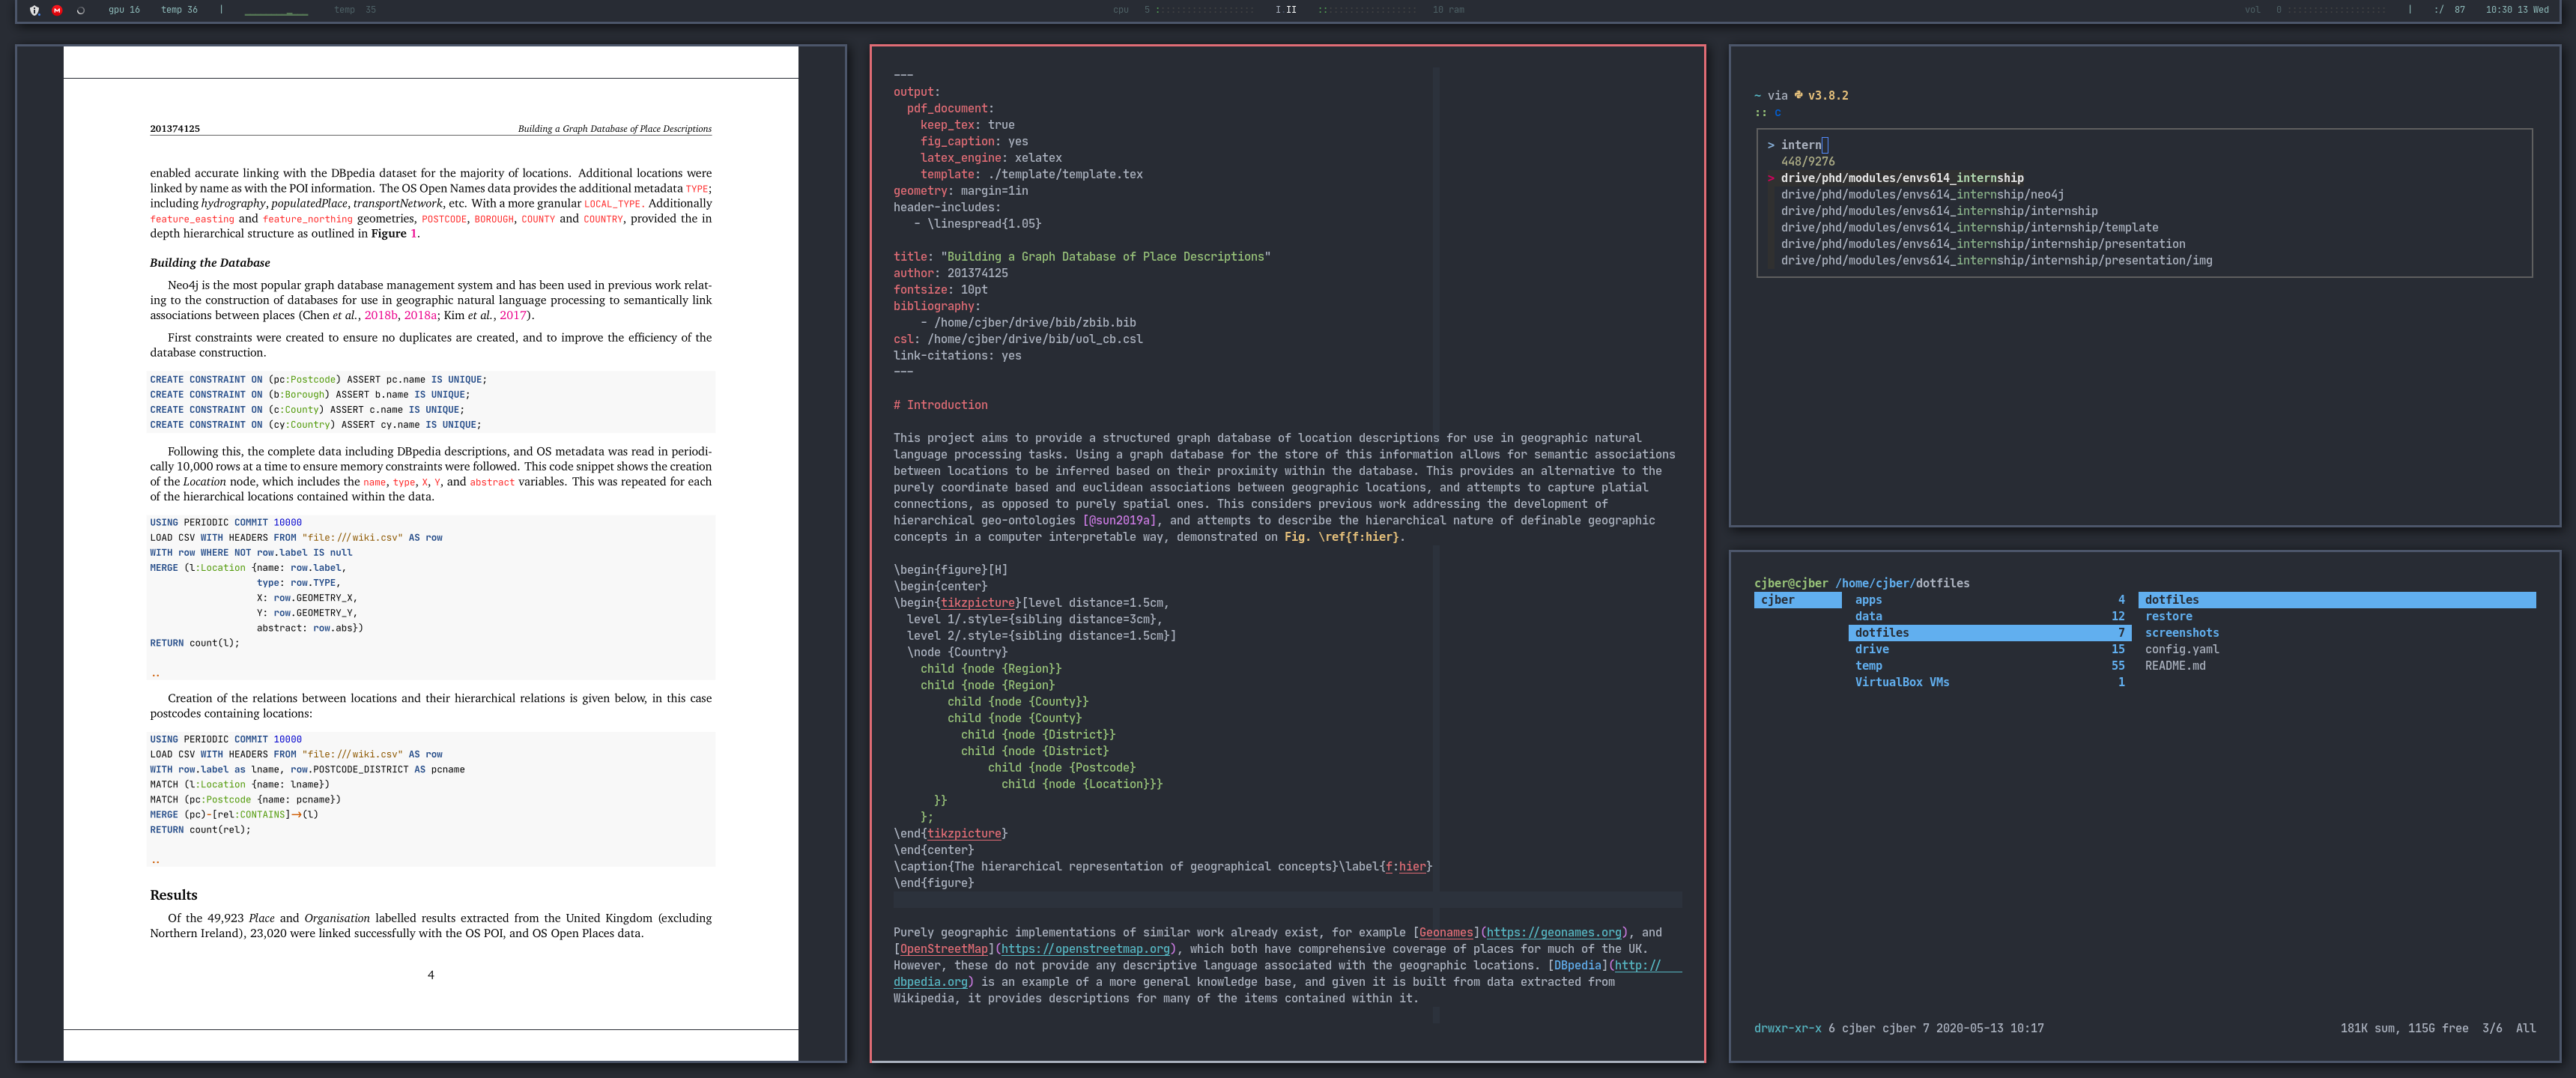 gpu 16 temp 36 | temp 35
cpu 5 I II 10 ram
vol 0 | :/ 87 10:30 13 Wed
201374125 Building a Graph Database of Place Descriptions
enabled accurate linking with the DBpedia dataset for the majority of locations. Additional locations were
linked by name as with the POI information. The OS Open Names data provides the additional metadata TYPE;
including hydrography, populatedPlace, transportNetwork, etc. With a more granular LOCAL_TYPE. Additionally
feature_easting and feature_northing geometries, POSTCODE, BOROUGH, COUNTY and COUNTRY, provided the in
depth hierarchical structure as outlined in Figure 1.
Building the Database
Neo4j is the most popular graph database management system and has been used in previous work relat-
ing to the construction of databases for use in geographic natural language processing to semantically link
associations between places (Chen et al., 2018b, 2018a; Kim et al., 2017).
First constraints were created to ensure no duplicates are created, and to improve the efficiency of the
database construction.
CREATE CONSTRAINT ON (pc:Postcode) ASSERT pc.name IS UNIQUE;
CREATE CONSTRAINT ON (b:Borough) ASSERT b.name IS UNIQUE;
CREATE CONSTRAINT ON (c:County) ASSERT c.name IS UNIQUE;
CREATE CONSTRAINT ON (cy:Country) ASSERT cy.name IS UNIQUE;
Following this, the complete data including DBpedia descriptions, and OS metadata was read in periodi-
cally 10,000 rows at a time to ensure memory constraints were followed. This code snippet shows the creation
of the Location node, which includes the name, type, X, Y, and abstract variables. This was repeated for each
of the hierarchical locations contained within the data.
USING PERIODIC COMMIT 10000
LOAD CSV WITH HEADERS FROM "file:///wiki.csv" AS row
WITH row WHERE NOT row.label IS null
MERGE (l:Location {name: row.label,
type: row.TYPE,
X: row.GEOMETRY_X,
Y: row.GEOMETRY_Y,
abstract: row.abs})
RETURN count(l);
..
Creation of the relations between locations and their hierarchical relations is given below, in this case
postcodes containing locations:
USING PERIODIC COMMIT 10000
LOAD CSV WITH HEADERS FROM "file:///wiki.csv" AS row
WITH row.label as lname, row.POSTCODE_DISTRICT AS pcname
MATCH (l:Location {name: lname})
MATCH (pc:Postcode {name: pcname})
MERGE (pc)-[rel:CONTAINS]->(l)
RETURN count(rel);
..
Results
Of the 49,923 Place and Organisation labelled results extracted from the United Kingdom (excluding
Northern Ireland), 23,020 were linked successfully with the OS POI, and OS Open Places data.
4
---
output:
pdf_document:
keep_tex: true
fig_caption: yes
latex_engine: xelatex
template: ./template/template.tex
geometry: margin=1in
header-includes:
- \linespread{1.05}
title: "Building a Graph Database of Place Descriptions"
author: 201374125
fontsize: 10pt
bibliography:
- /home/cjber/drive/bib/zbib.bib
csl: /home/cjber/drive/bib/uol_cb.csl
link-citations: yes
---
# Introduction
This project aims to provide a structured graph database of location descriptions for use in geographic natural
language processing tasks. Using a graph database for the store of this information allows for semantic associations
between locations to be inferred based on their proximity within the database. This provides an alternative to the
purely coordinate based and euclidean associations between geographic locations, and attempts to capture platial
connections, as opposed to purely spatial ones. This considers previous work addressing the development of
hierarchical geo-ontologies [@sun2019a], and attempts to describe the hierarchical nature of definable geographic
concepts in a computer interpretable way, demonstrated on Fig. \ref{f:hier}.
\begin{figure}[H]
\begin{center}
\begin{tikzpicture}[level distance=1.5cm,
level 1/.style={sibling distance=3cm},
level 2/.style={sibling distance=1.5cm}]
\node {Country}
child {node {Region}}
child {node {Region}
child {node {County}}
child {node {County}
child {node {District}}
child {node {District}
child {node {Postcode}
child {node {Location}}}
}}
};
\end{tikzpicture}
\end{center}
\caption{The hierarchical representation of geographical concepts}\label{f:hier}
\end{figure}
Purely geographic implementations of similar work already exist, for example [Geonames](https://geonames.org), and
[OpenStreetMap](https://openstreetmap.org), which both have comprehensive coverage of places for much of the UK.
However, these do not provide any descriptive language associated with the geographic locations. [DBpedia](http://
dbpedia.org) is an example of a more general knowledge base, and given it is built from data extracted from
Wikipedia, it provides descriptions for many of the items contained within it.
~ via v3.8.2
:: c
> intern
448/9276
> drive/phd/modules/envs614_internship
drive/phd/modules/envs614_internship/neo4j
drive/phd/modules/envs614_internship/internship
drive/phd/modules/envs614_internship/internship/template
drive/phd/modules/envs614_internship/internship/presentation
drive/phd/modules/envs614_internship/internship/presentation/img
cjber@cjber /home/cjber/dotfiles
cjber apps 4 dotfiles
data 12 restore
dotfiles 7 screenshots
drive 15 config.yaml
temp 55 README.md
VirtualBox VMs 1
drwxr-xr-x 6 cjber cjber 7 2020-05-13 10:17 181K sum, 115G free 3/6 All